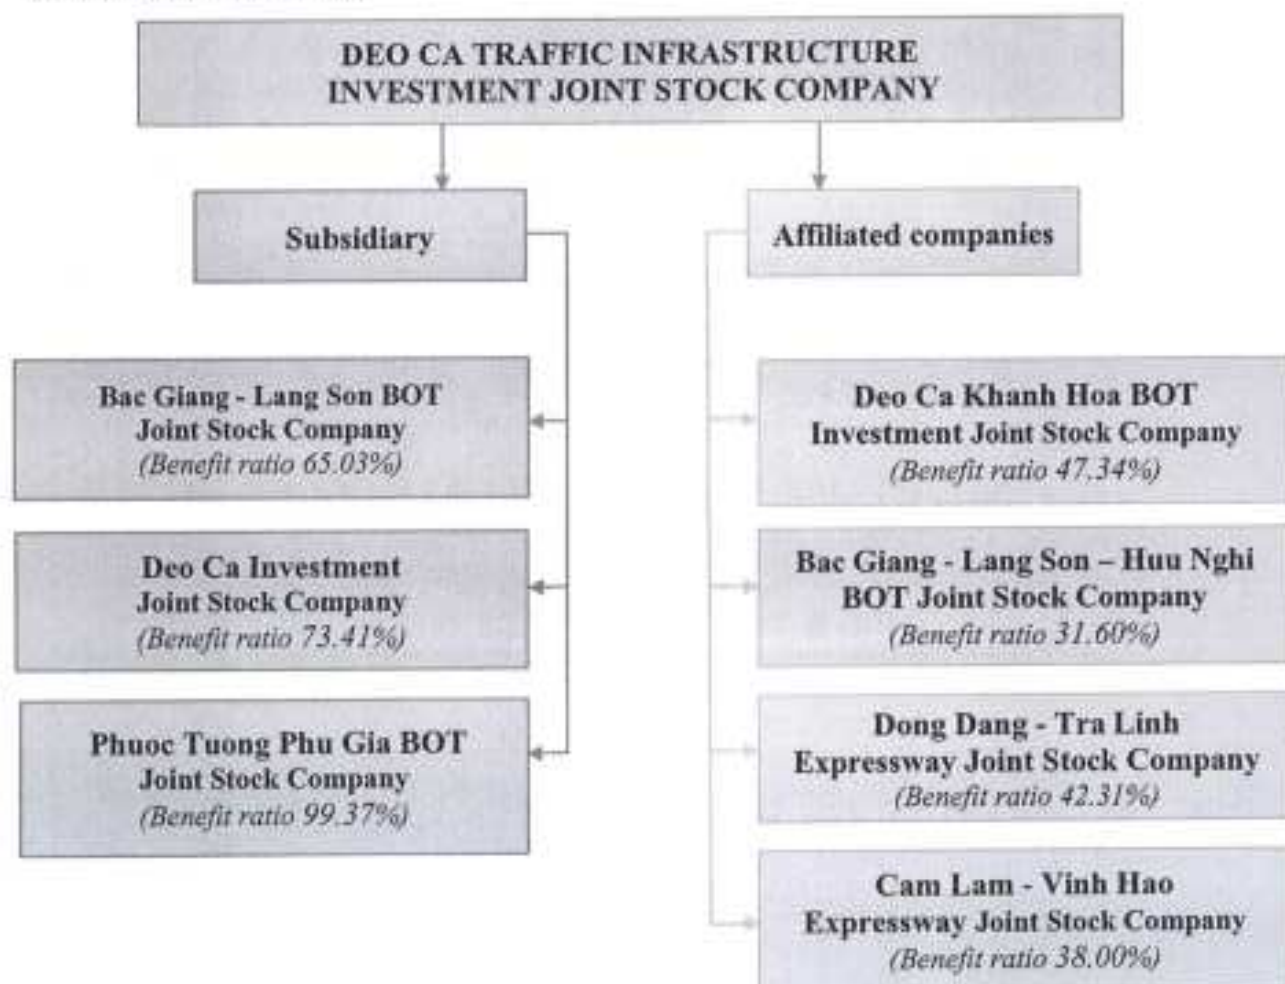 DEO CA TRAFFIC INFRASTRUCTURE
INVESTMENT JOINT STOCK COMPANY
Subsidiary
Affiliated companies
Bac Giang - Lang Son BOT
Joint Stock Company
(Benefit ratio 65.03%)
Deo Ca Investment
Joint Stock Company
(Benefit ratio 73.41%)
Phuoc Tuong Phu Gia BOT
Joint Stock Company
(Benefit ratio 99.37%)
Deo Ca Khanh Hoa BOT
Investment Joint Stock Company
(Benefit ratio 47.34%)
Bac Giang - Lang Son – Huu Nghi
BOT Joint Stock Company
(Benefit ratio 31.60%)
Dong Dang - Tra Linh
Expressway Joint Stock Company
(Benefit ratio 42.31%)
Cam Lam - Vinh Hao
Expressway Joint Stock Company
(Benefit ratio 38.00%)